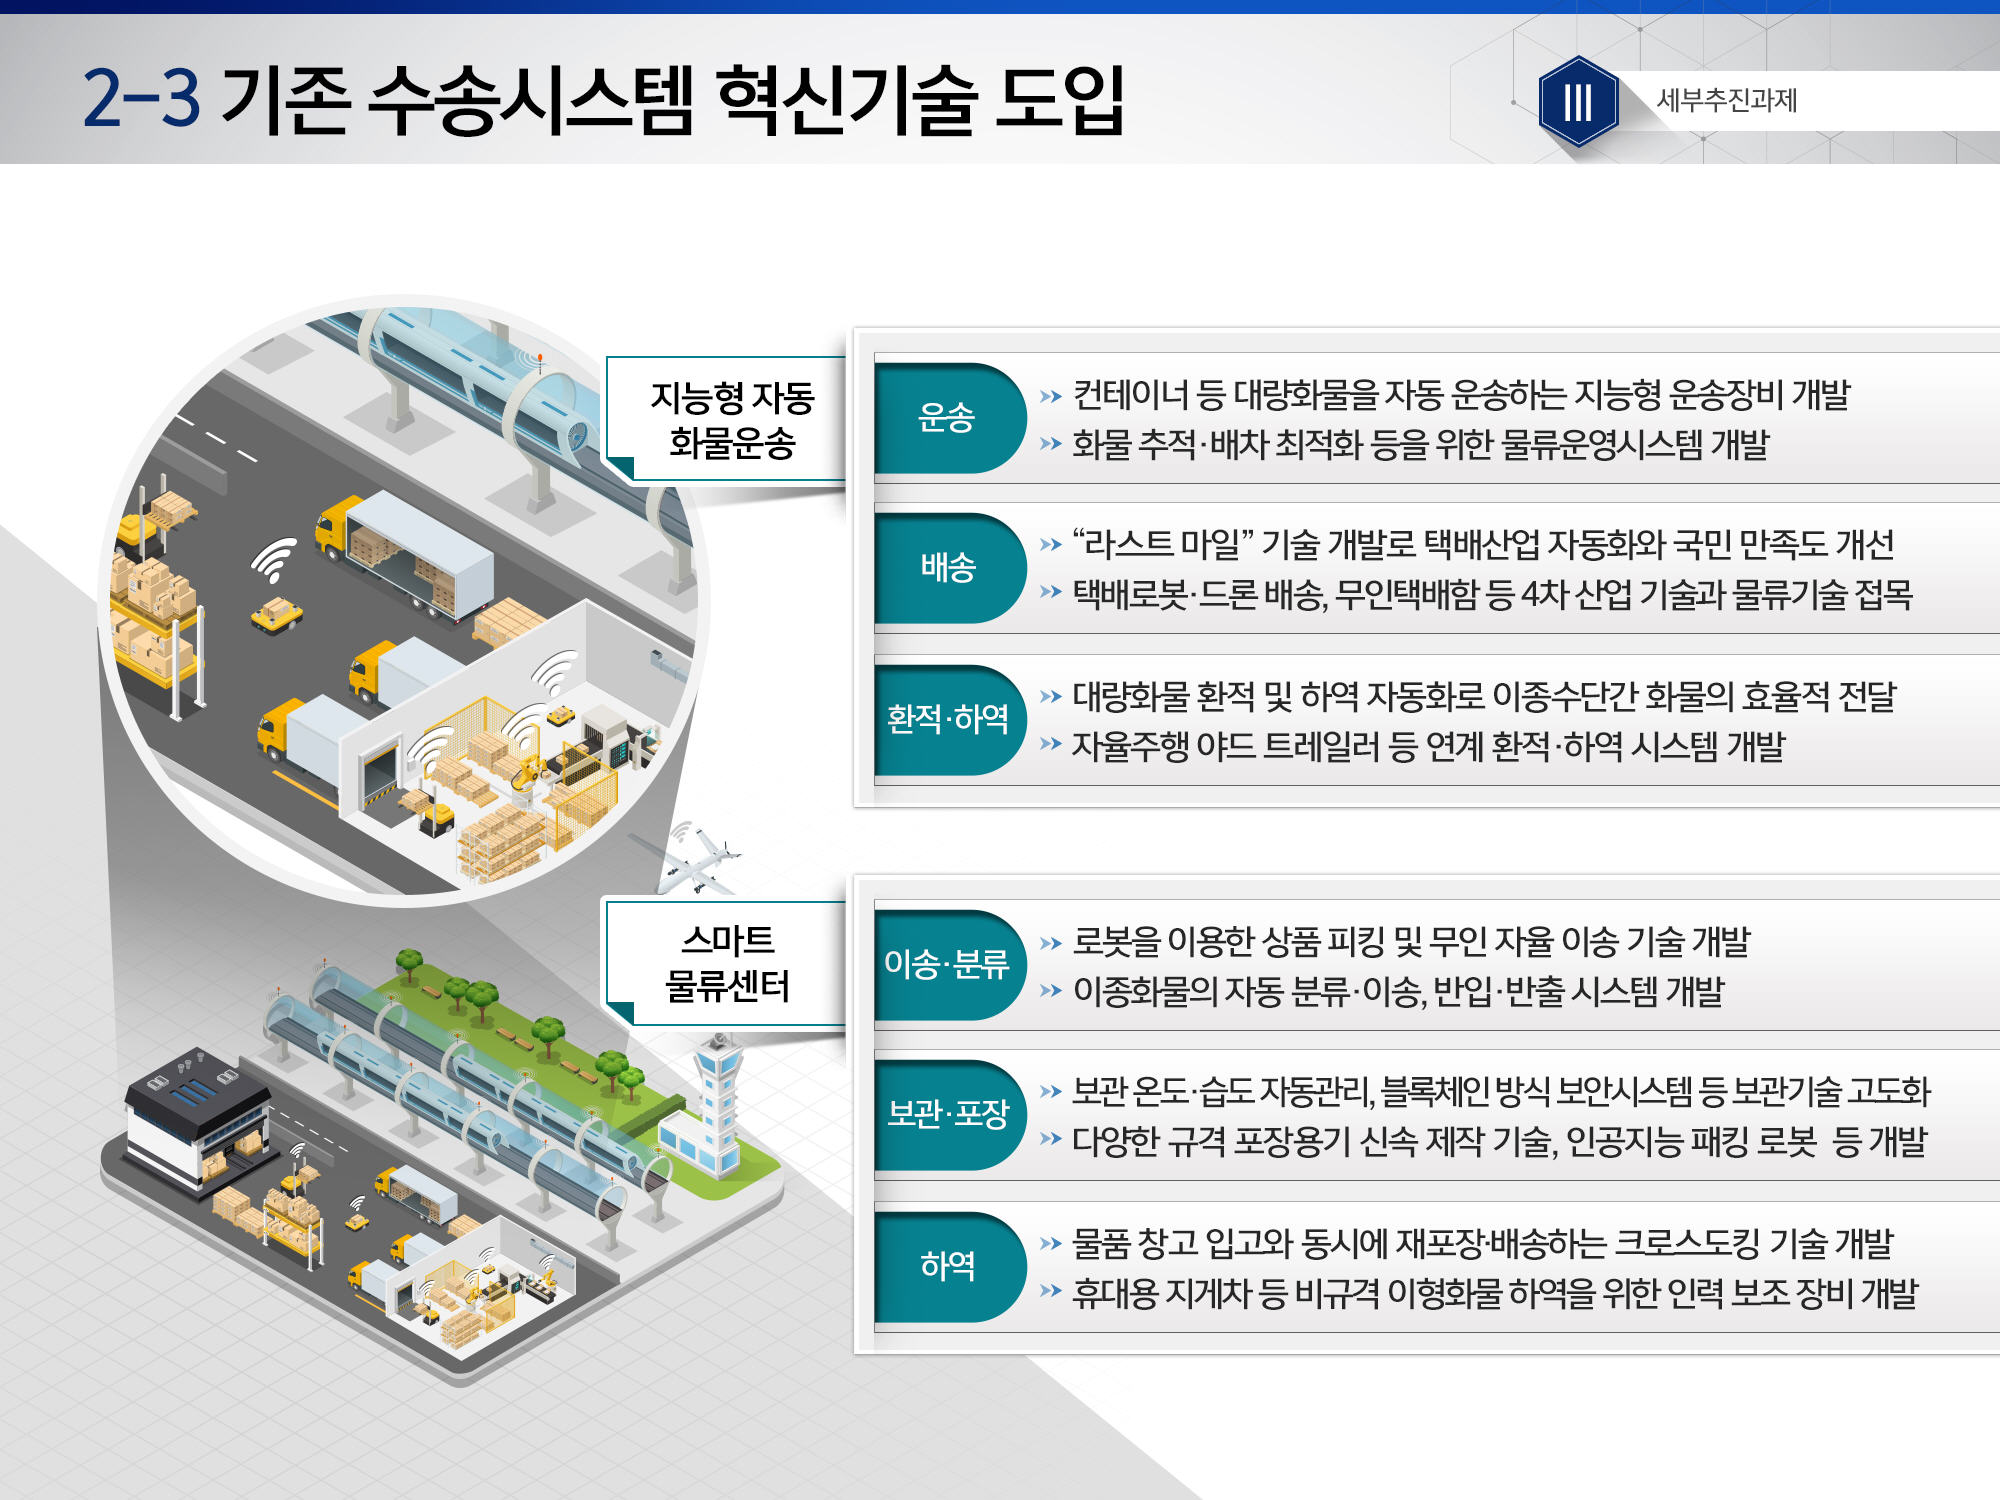 2-3 기존 수송시스템 혁신기술 도입
III
세부추진과제
지능형 자동
화물운송
운송
컨테이너 등 대량화물을 자동 운송하는 지능형 운송장비 개발
화물 추적·배차 최적화 등을 위한 물류운영시스템 개발
배송
“라스트 마일” 기술 개발로 택배산업 자동화와 국민 만족도 개선
택배로봇·드론 배송, 무인택배함 등 4차 산업 기술과 물류기술 접목
환적·하역
대량화물 환적 및 하역 자동화로 이종수단간 화물의 효율적 전달
자율주행 야드 트레일러 등 연계 환적·하역 시스템 개발
스마트
물류센터
이송·분류
로봇을 이용한 상품 피킹 및 무인 자율 이송 기술 개발
이종화물의 자동 분류·이송, 반입·반출 시스템 개발
보관·포장
보관 온도·습도 자동관리, 블록체인 방식 보안시스템 등 보관기술 고도화
다양한 규격 포장용기 신속 제작 기술, 인공지능 패킹 로봇 등 개발
하역
물품 창고 입고와 동시에 재포장·배송하는 크로스도킹 기술 개발
휴대용 지게차 등 비규격 이형화물 하역을 위한 인력 보조 장비 개발